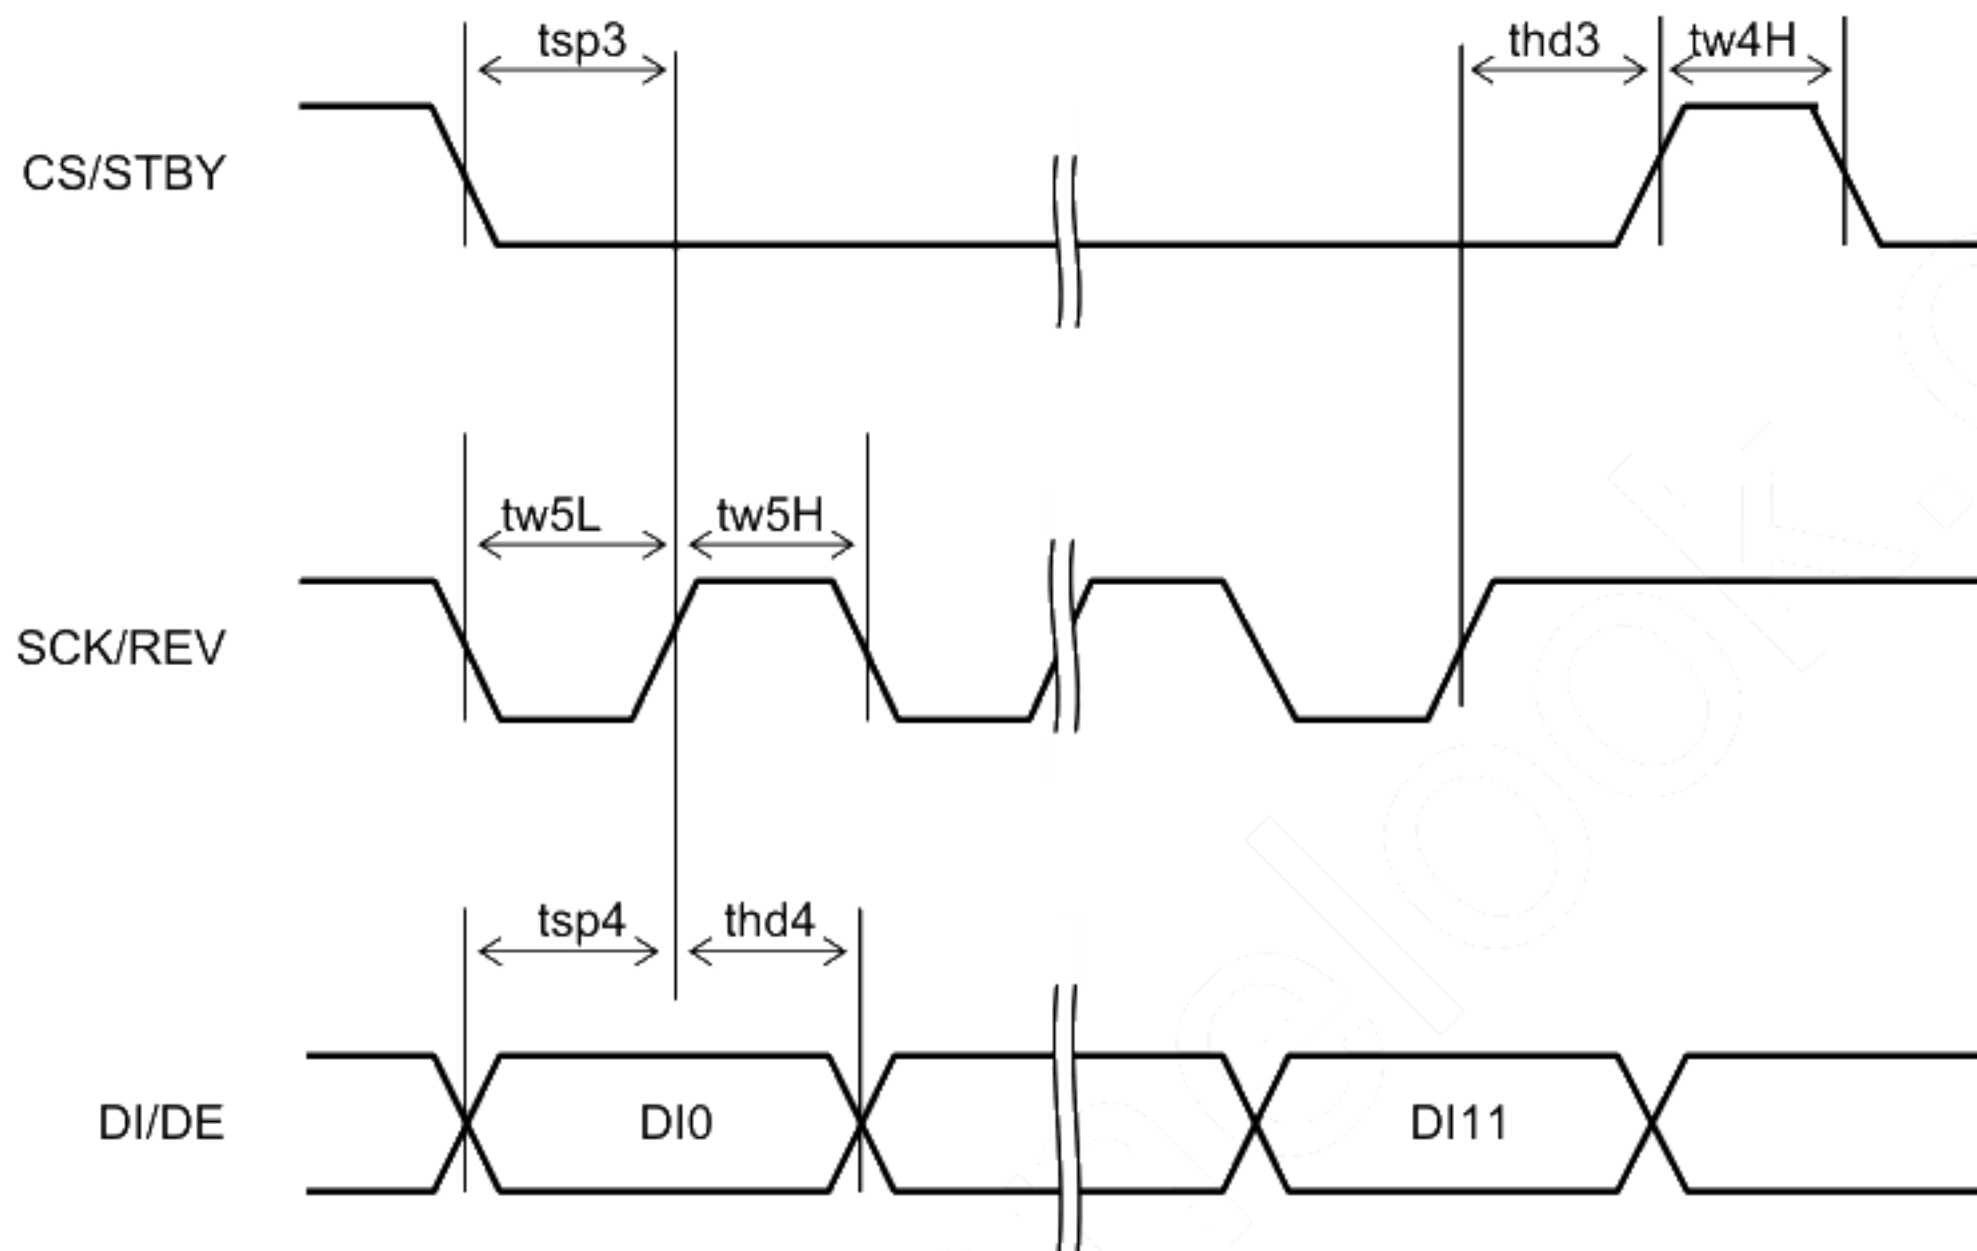 tsp3
thd3
tw4H
CS/STBY
tw5L
tw5H
SCK/REV
tsp4
thd4
DI/DE
DI0
DI11